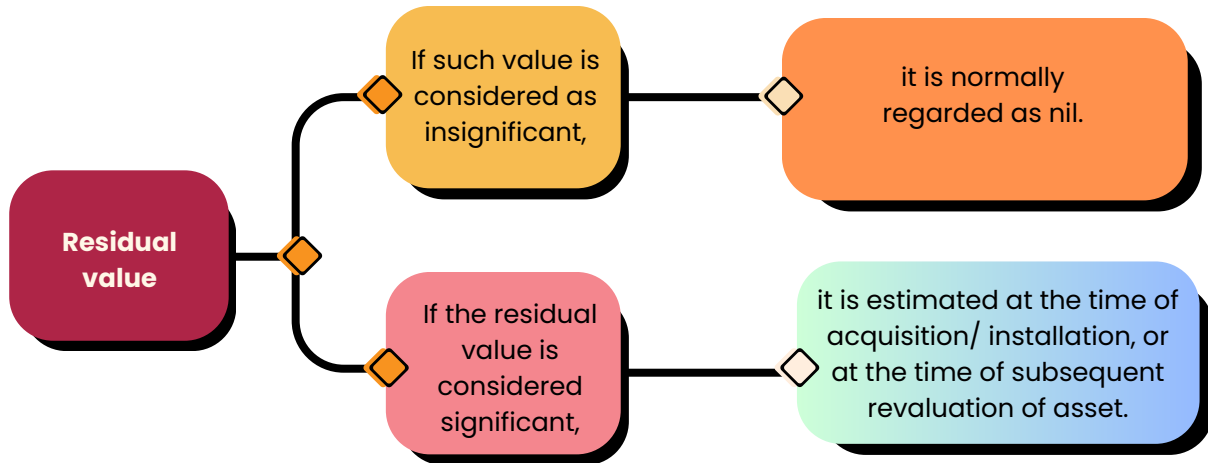 Residual
value
If such value is
considered as
insignificant,
it is normally
regarded as nil.
If the residual
value is
considered
significant,
it is estimated at the time of
acquisition/ installation, or
at the time of subsequent
revaluation of asset.